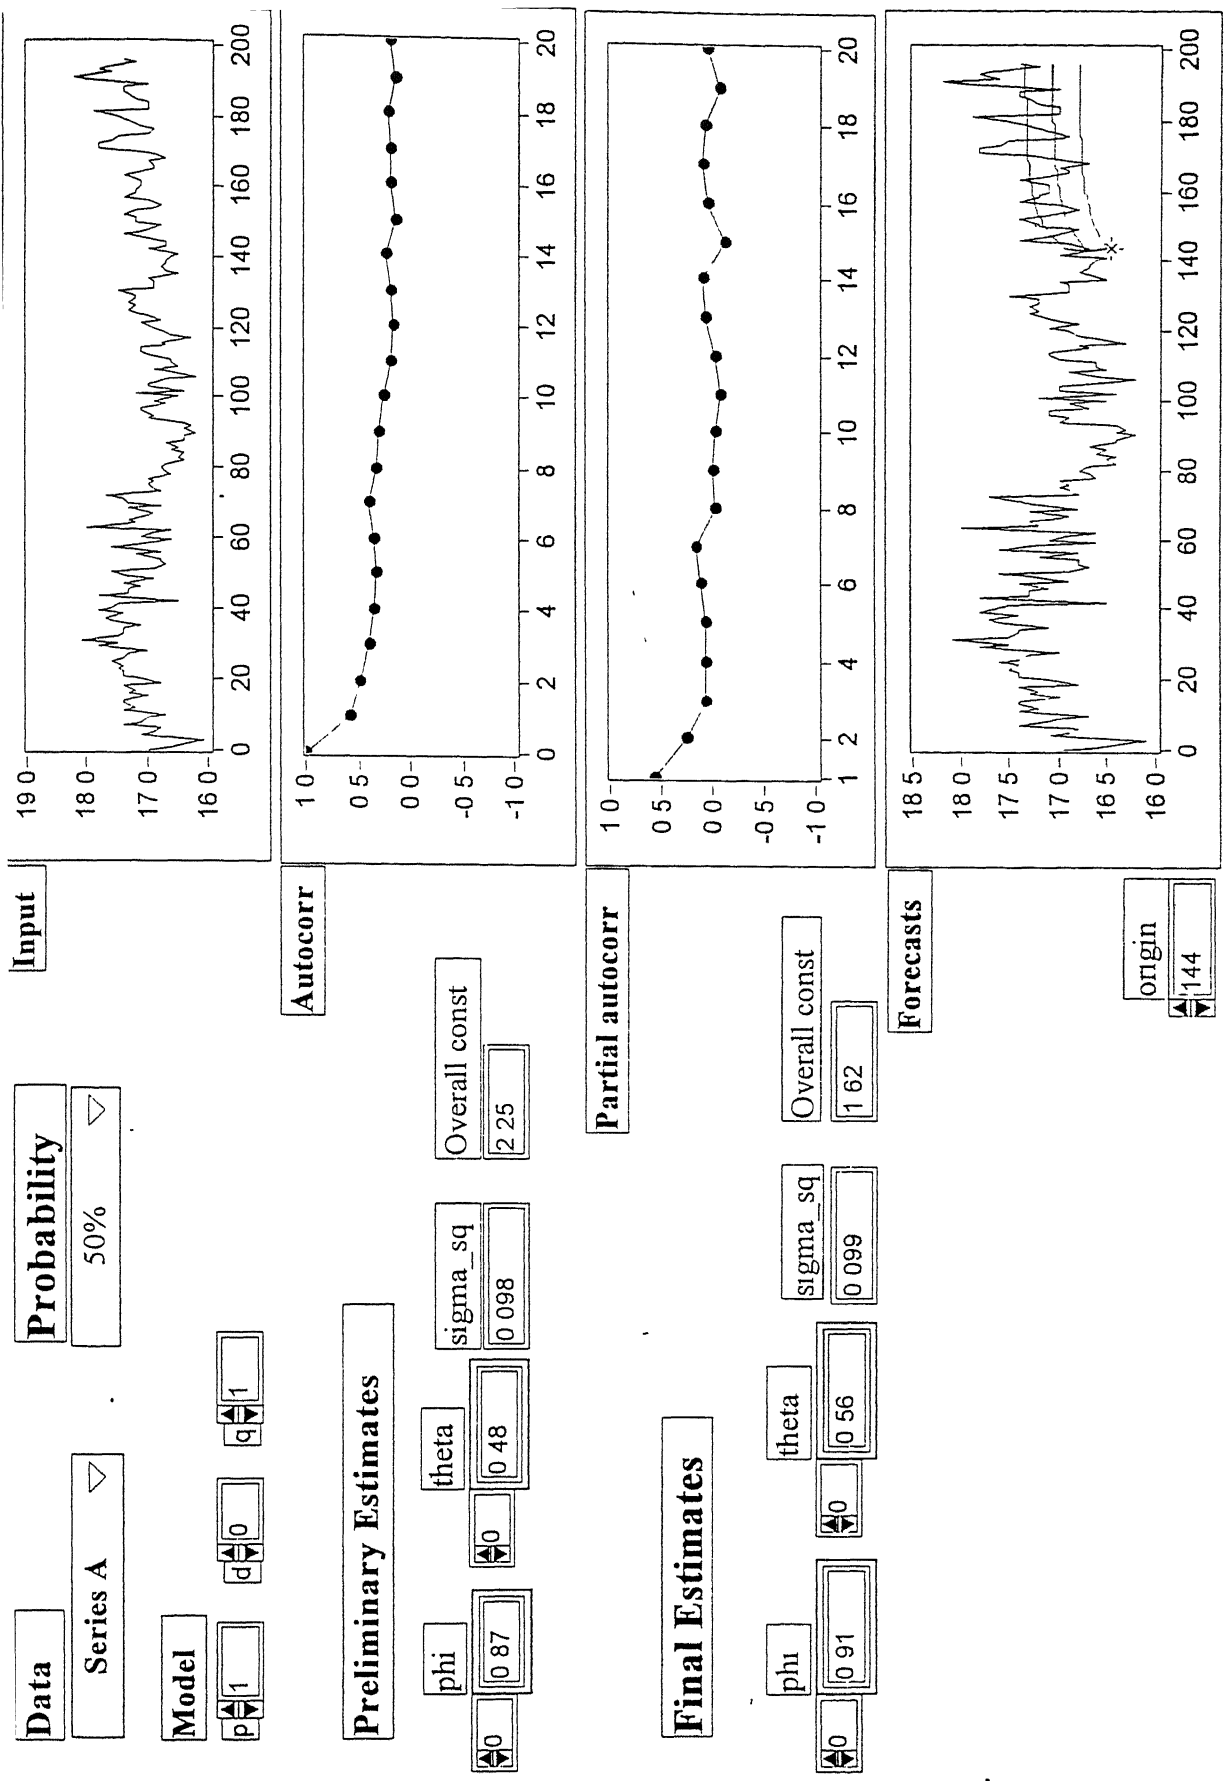 Data
Series A
Probability
50%
Model
p 1
d 0
q 1
Preliminary Estimates
phi
theta
sigma_sq
Overall const
0
0 87
0
0 48
0 098
2 25
Final Estimates
phi
theta
sigma_sq
Overall const
0
0 91
0
0 56
0 099
1 62
Input
19 0
18 0
17 0
16 0
0 20 40 60 80 100 120 140 160 180 200
Autocorr
1 0
0 5
0 0
-0 5
-1 0
0 2 4 6 8 10 12 14 16 18 20
Partial autocorr
1 0
0 5
0 0
-0 5
-1 0
1 2 4 6 8 10 12 14 16 18 20
Forecasts
18 5
18 0
17 5
17 0
16 5
16 0
0 20 40 60 80 100 120 140 160 180 200
origin
144